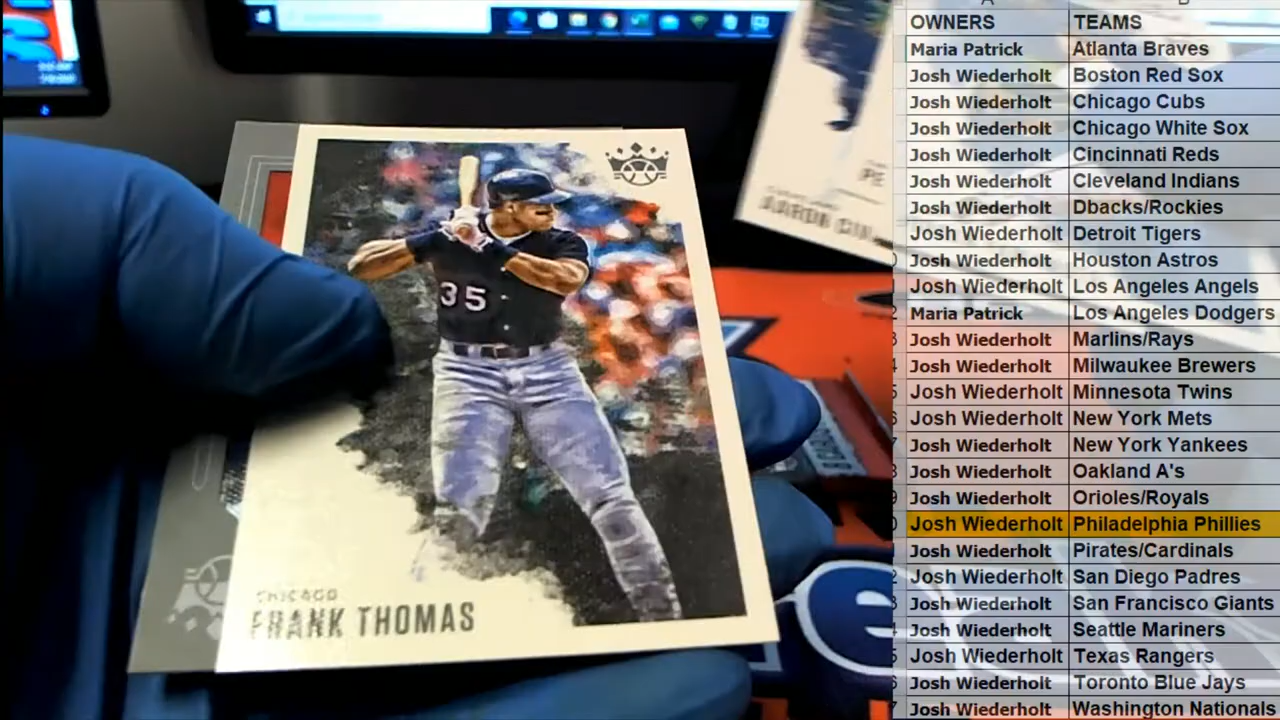 35
CHICAGO
FRANK THOMAS
AARON
OWNERS TEAMS
Maria Patrick Atlanta Braves
Josh Wiederholt Boston Red Sox
Josh Wiederholt Chicago Cubs
Josh Wiederholt Chicago White Sox
Josh Wiederholt Cincinnati Reds
Josh Wiederholt Cleveland Indians
Josh Wiederholt Dbacks/Rockies
Josh Wiederholt Detroit Tigers
Josh Wiederholt Houston Astros
Josh Wiederholt Los Angeles Angels
Maria Patrick Los Angeles Dodgers
Josh Wiederholt Marlins/Rays
Josh Wiederholt Milwaukee Brewers
Josh Wiederholt Minnesota Twins
Josh Wiederholt New York Mets
Josh Wiederholt New York Yankees
Josh Wiederholt Oakland A's
Josh Wiederholt Orioles/Royals
Josh Wiederholt Philadelphia Phillies
Josh Wiederholt Pirates/Cardinals
Josh Wiederholt San Diego Padres
Josh Wiederholt San Francisco Giants
Josh Wiederholt Seattle Mariners
Josh Wiederholt Texas Rangers
Josh Wiederholt Toronto Blue Jays
Josh Wiederholt Washington Nationals